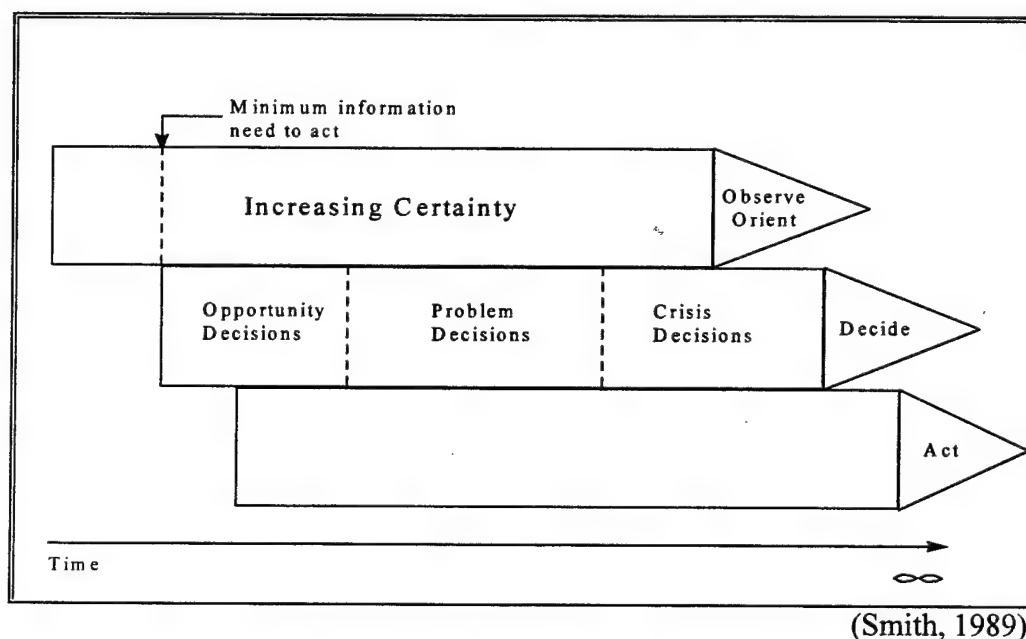 Minimum information
need to act
Increasing Certainty
Observe
Orient
Opportunity
Decisions
Problem
Decisions
Crisis
Decisions
Decide
Act
Time
∞
(Smith, 1989)